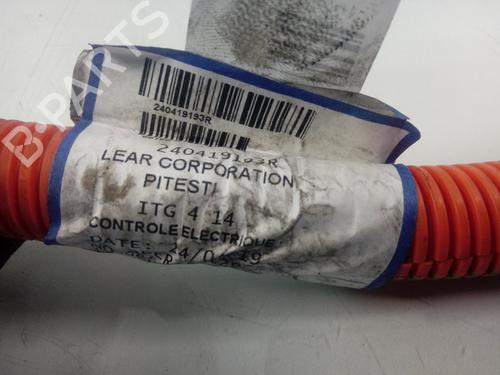 B-PARTS
240419193R
240419193R
LEAR CORPORATION
PITESTI
ITG 4 14
CONTROLE ELECTRIQUE
DATE: